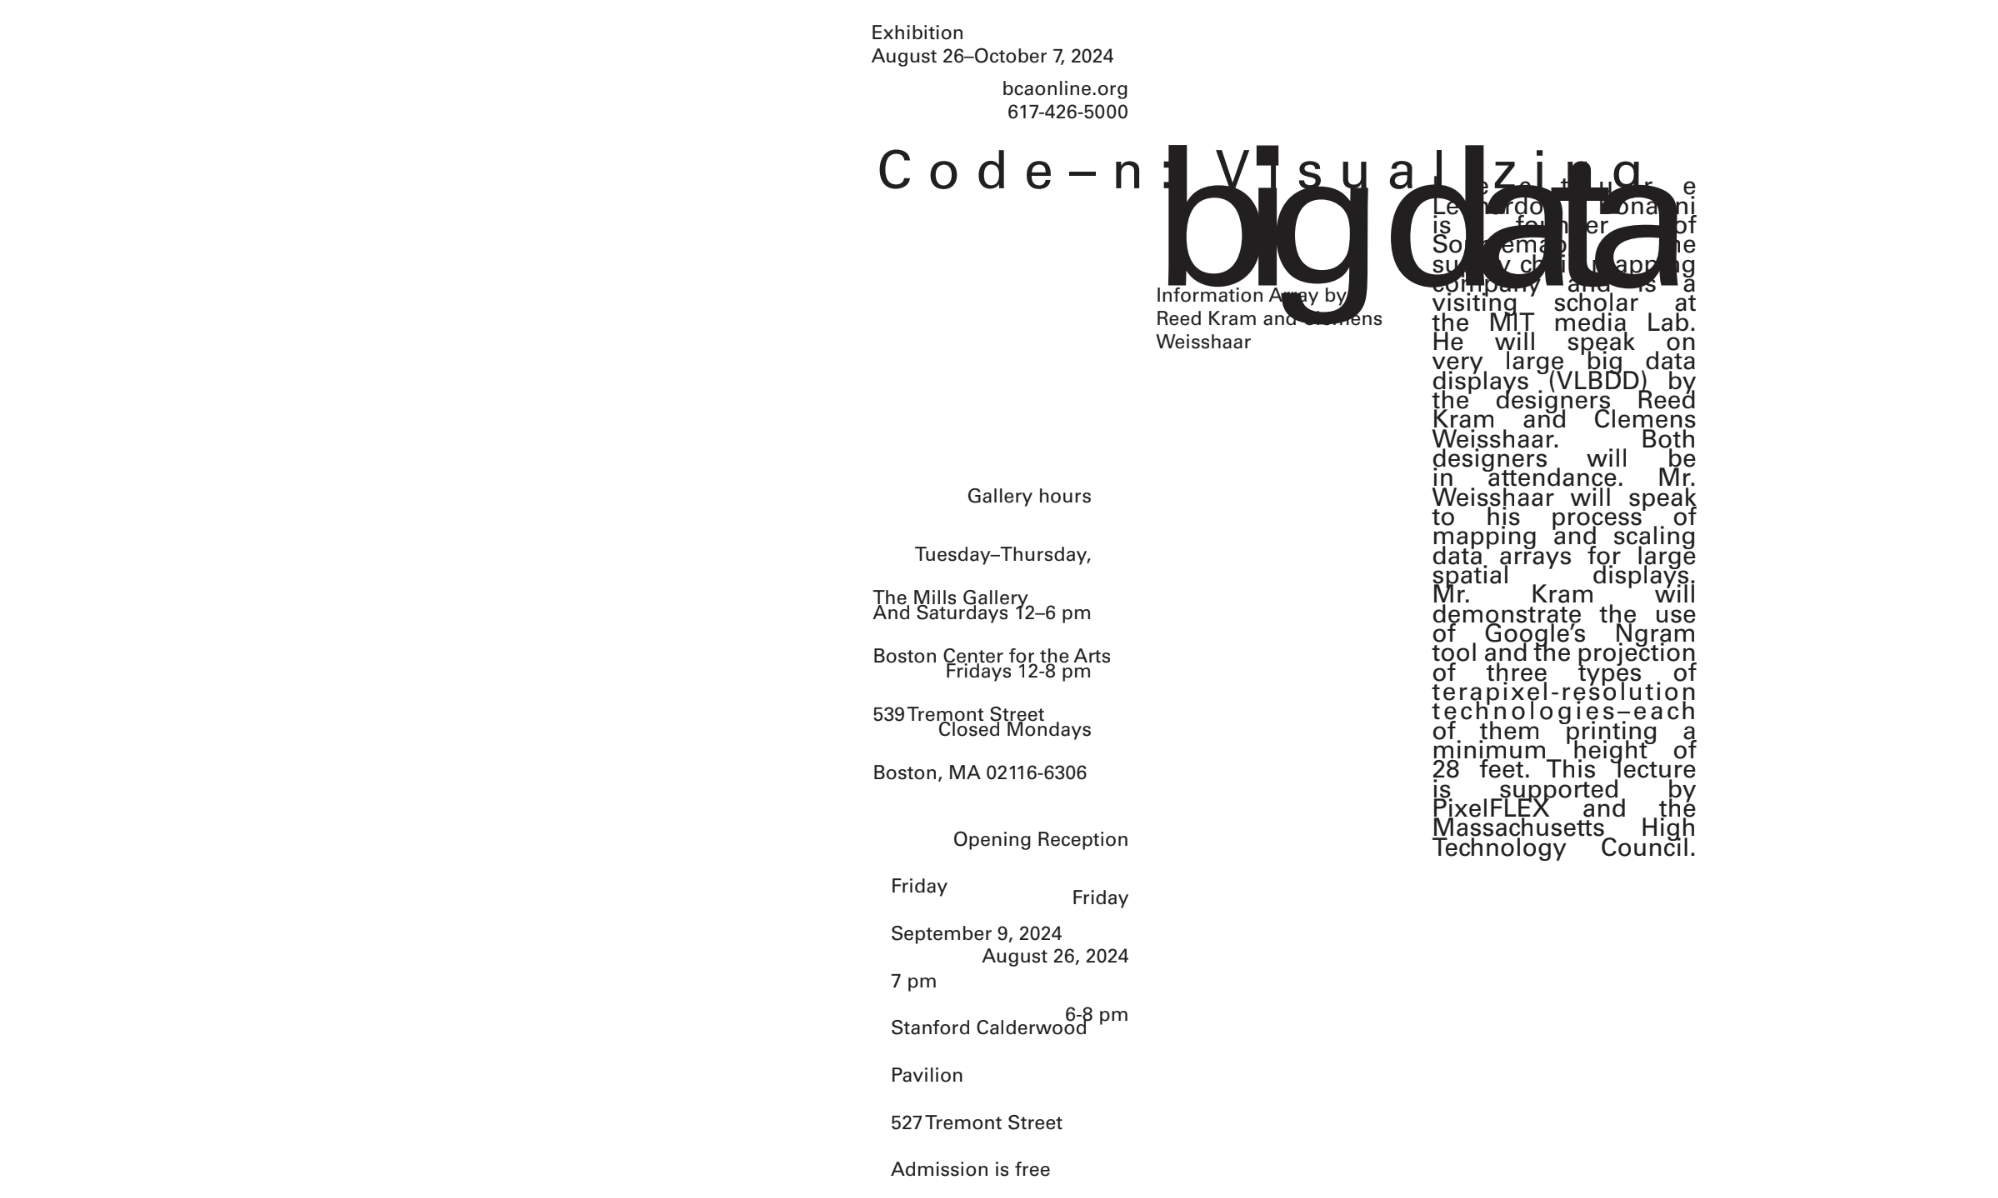 Exhibition
August 26–October 7, 2024
bcaonline.org
617-426-5000
Code–n: Visualizing
big data
Information Array by
Reed Kram and Clemens
Weisshaar
Lecture
Leonardo Bonanni
is founder of
Sourcemap the
supply chain mapping
company and is a
visiting scholar at
the MIT media Lab.
He will speak on
very large big data
displays (VLBDD) by
the designers Reed
Kram and Clemens
Weisshaar. Both
designers will be
in attendance. Mr.
Weisshaar will speak
to his process of
mapping and scaling
data arrays for large
spatial displays.
Mr. Kram will
demonstrate the use
of Google's Ngram
tool and the projection
of three types of
terapixel-resolution
technologies–each
of them printing a
minimum height of
28 feet. This lecture
is supported by
PixelFLEX and the
Massachusetts High
Technology Council.
Gallery hours
Tuesday–Thursday,
And Saturdays 12–6 pm
Fridays 12-8 pm
Closed Mondays
The Mills Gallery
Boston Center for the Arts
539 Tremont Street
Boston, MA 02116-6306
Opening Reception
Friday
August 26, 2024
6-8 pm
Friday
September 9, 2024
7 pm
Stanford Calderwood
Pavilion
527 Tremont Street
Admission is free